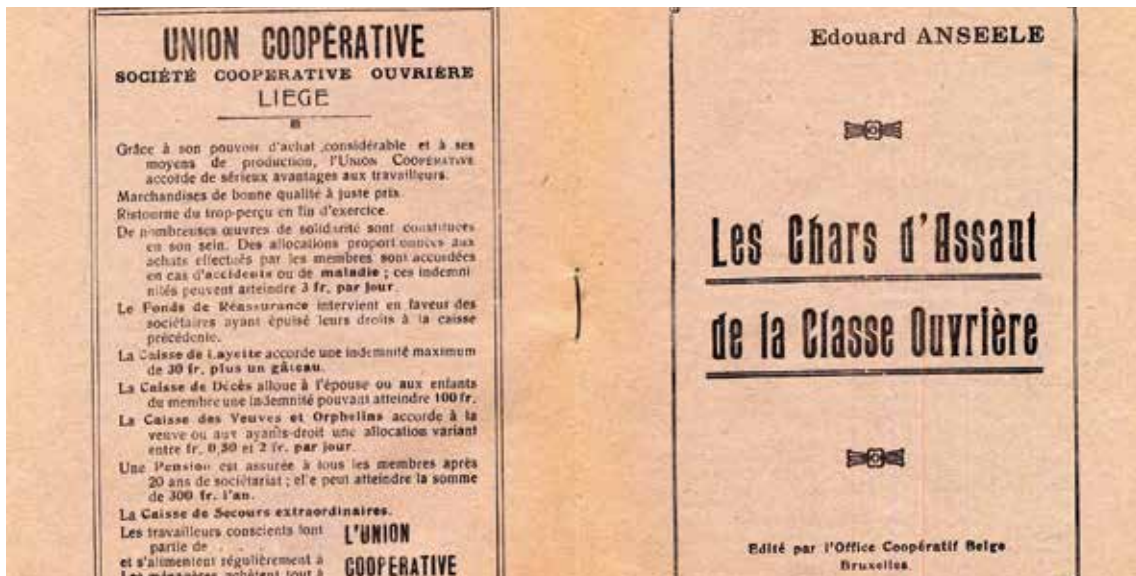 UNION COOPÉRATIVE
SOCIÉTÉ COOPERATIVE OUVRIÈRE
LIEGE
Grâce à son pouvoir d'achat considérable et à ses
moyens de production, l'UNION COOPÉRATIVE
accorde de sérieux avantages aux travailleurs.
Marchandises de bonne qualité à juste prix.
Ristourne du trop-perçu en fin d'exercice.
De nombreuses œuvres de solidarité sont constituées
en son sein. Des allocations proportionnées aux
achats effectués par les membres sont accordées
en cas d'accidents ou de maladie ; ces indemni
nités peuvent atteindre 3 fr. par jour.
Le Fonds de Réassurance intervient en faveur des
sociétaires ayant épuisé leurs droits à la caisse
précédente.
La Caisse de Layette accorde une indemnité maximum
de 30 fr. plus un gâteau.
La Caisse de Décès alloue à l'épouse ou aux enfants
du membre une indemnité pouvant atteindre 100 fr.
La Caisse des Veuves et Orphelins accorde à la
veuve ou aux ayants-droit une allocation variant
entre fr. 0,50 et 2 fr. par jour.
Une Pension est assurée à tous les membres après
20 ans de sociétariat ; elle peut atteindre la somme
de 300 fr. l'an.
La Caisse de Secours extraordinaires.
Les travailleurs conscients font
partie de . . .
L'UNION
et s'alimentent régulièrement à
COOPERATIVE
Les ménagères achètent tout à
Edouard ANSEELE
Les Chars d'Assaut
de la Classe Ouvrière
Edité par l'Office Coopératif Belge
Bruxelles